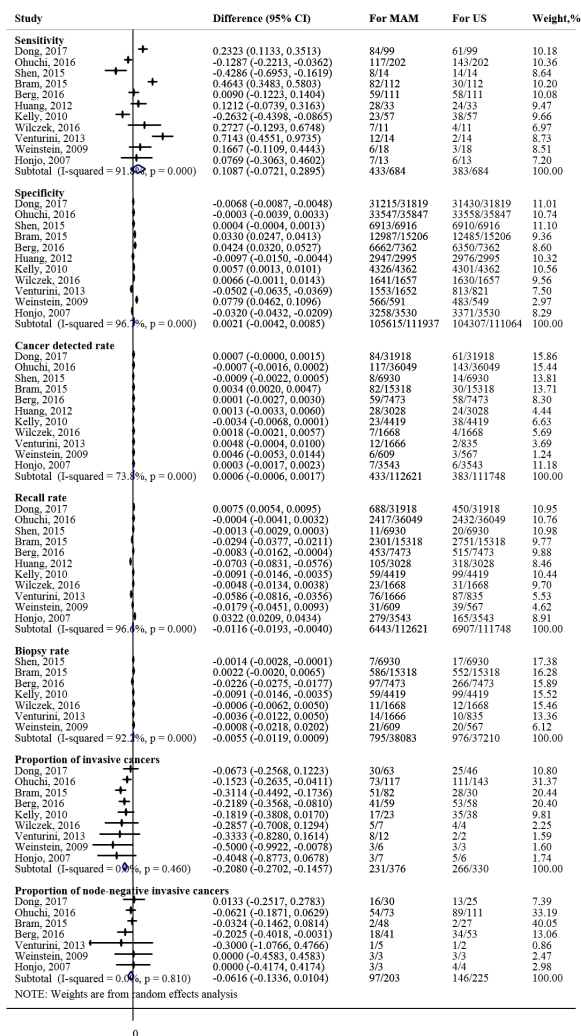 Study Difference (95% CI) For MAM For US Weight,%
Sensitivity
Dong, 2017 0.2323 (0.1133, 0.3513) 84/99 61/99 10.18
Ohuchi, 2016 -0.1287 (-0.2213, -0.0362) 117/202 143/202 10.36
Shen, 2015 -0.4286 (-0.6953, -0.1619) 8/14 14/14 8.64
Bram, 2015 0.4643 (0.3483, 0.5803) 82/112 30/112 10.20
Berg, 2016 0.0090 (-0.1223, 0.1404) 59/111 58/111 10.08
Huang, 2012 0.1212 (-0.0739, 0.3163) 28/33 24/33 9.47
Kelly, 2010 -0.2632 (-0.4398, -0.0865) 23/57 38/57 9.66
Wilczek, 2016 0.2727 (-0.1293, 0.6748) 7/11 4/11 6.97
Venturini, 2013 0.7143 (0.4551, 0.9735) 12/14 2/14 8.73
Weinstein, 2009 0.1667 (-0.1109, 0.4443) 6/18 3/18 8.51
Honjo, 2007 0.0769 (-0.3063, 0.4602) 7/13 6/13 7.20
Subtotal (I-squared = 91. %, p = 0.000) 0.1087 (-0.0721, 0.2895) 433/684 383/684 100.00
Specificity
Dong, 2017 -0.0068 (-0.0087, -0.0048) 31215/31819 31430/31819 11.01
Ohuchi, 2016 -0.0003 (-0.0039, 0.0033) 33547/35847 33558/35847 10.74
Shen, 2015 0.0004 (-0.0004, 0.0013) 6913/6916 6910/6916 11.10
Bram, 2015 0.0330 (0.0247, 0.0413) 12987/15206 12485/15206 9.36
Berg, 2016 0.0424 (0.0320, 0.0527) 6662/7362 6350/7362 8.60
Huang, 2012 -0.0097 (-0.0150, -0.0044) 2947/2995 2976/2995 10.32
Kelly, 2010 0.0057 (0.0013, 0.0101) 4326/4362 4301/4362 10.56
Wilczek, 2016 0.0066 (-0.0011, 0.0143) 1641/1657 1630/1657 9.56
Venturini, 2013 -0.0502 (-0.0635, -0.0369) 1553/1652 813/821 7.50
Weinstein, 2009 0.0779 (0.0462, 0.1096) 566/591 483/549 2.97
Honjo, 2007 -0.0320 (-0.0432, -0.0209) 3258/3530 3371/3530 8.29
Subtotal (I-squared = 96. %, p = 0.000) 0.0021 (-0.0042, 0.0085) 105615/111937 104307/111064 100.00
Cancer detected rate
Dong, 2017 0.0007 (-0.0000, 0.0015) 84/31918 61/31918 15.86
Ohuchi, 2016 -0.0007 (-0.0016, 0.0002) 117/36049 143/36049 15.44
Shen, 2015 -0.0009 (-0.0022, 0.0005) 8/6930 14/6930 13.81
Bram, 2015 0.0034 (0.0020, 0.0047) 82/15318 30/15318 13.71
Berg, 2016 0.0001 (-0.0027, 0.0030) 59/7473 58/7473 8.30
Huang, 2012 0.0013 (-0.0033, 0.0060) 28/3028 24/3028 4.44
Kelly, 2010 -0.0034 (-0.0068, 0.0001) 23/4419 38/4419 6.63
Wilczek, 2016 0.0018 (-0.0021, 0.0057) 7/1668 4/1668 5.69
Venturini, 2013 0.0048 (-0.0004, 0.0100) 12/1666 2/835 3.69
Weinstein, 2009 0.0046 (-0.0053, 0.0144) 6/609 3/567 1.24
Honjo, 2007 0.0003 (-0.0017, 0.0023) 7/3543 6/3543 11.18
Subtotal (I-squared = 73.8%, p = 0.000) 0.0006 (-0.0006, 0.0017) 433/112621 383/111748 100.00
Recall rate
Dong, 2017 0.0075 (0.0054, 0.0095) 688/31918 450/31918 10.95
Ohuchi, 2016 -0.0004 (-0.0041, 0.0032) 2417/36049 2432/36049 10.76
Shen, 2015 -0.0013 (-0.0029, 0.0003) 11/6930 20/6930 10.98
Bram, 2015 -0.0294 (-0.0377, -0.0211) 2301/15318 2751/15318 9.77
Berg, 2016 -0.0083 (-0.0162, -0.0004) 453/7473 515/7473 9.88
Huang, 2012 -0.0703 (-0.0831, -0.0576) 105/3028 318/3028 8.46
Kelly, 2010 -0.0091 (-0.0146, -0.0035) 59/4419 99/4419 10.44
Wilczek, 2016 -0.0048 (-0.0134, 0.0038) 23/1668 31/1668 9.70
Venturini, 2013 -0.0586 (-0.0816, -0.0356) 76/1666 87/835 5.53
Weinstein, 2009 -0.0179 (-0.0451, 0.0093) 31/609 39/567 4.62
Honjo, 2007 0.0322 (0.0209, 0.0434) 279/3543 165/3543 8.91
Subtotal (I-squared = 96.6%, p = 0.000) -0.0116 (-0.0193, -0.0040) 6443/112621 6907/111748 100.00
Biopsy rate
Shen, 2015 -0.0014 (-0.0028, -0.0001) 7/6930 17/6930 17.38
Bram, 2015 0.0022 (-0.0020, 0.0065) 586/15318 552/15318 16.28
Berg, 2016 -0.0226 (-0.0275, -0.0177) 97/7473 266/7473 15.89
Kelly, 2010 -0.0091 (-0.0146, -0.0035) 59/4419 99/4419 15.52
Wilczek, 2016 -0.0006 (-0.0062, 0.0050) 11/1668 12/1668 15.46
Venturini, 2013 -0.0036 (-0.0122, 0.0050) 14/1666 10/835 13.36
Weinstein, 2009 -0.0008 (-0.0218, 0.0202) 21/609 20/567 6.12
Subtotal (I-squared = 92. %, p = 0.000) -0.0055 (-0.0119, 0.0009) 795/38083 976/37210 100.00
Proportion of invasive cancers
Dong, 2017 -0.0673 (-0.2568, 0.1223) 30/63 25/46 10.80
Ohuchi, 2016 -0.1523 (-0.2635, -0.0411) 73/117 111/143 31.37
Bram, 2015 -0.3114 (-0.4492, -0.1736) 51/82 28/30 20.44
Berg, 2016 -0.2189 (-0.3568, -0.0810) 41/59 53/58 20.40
Kelly, 2010 -0.1819 (-0.3808, 0.0170) 17/23 35/38 9.81
Wilczek, 2016 -0.2857 (-0.7008, 0.1294) 5/7 4/4 2.25
Venturini, 2013 -0.3333 (-0.8280, 0.1614) 8/12 2/2 1.59
Weinstein, 2009 -0.5000 (-0.9922, -0.0078) 3/6 3/3 1.60
Honjo, 2007 -0.4048 (-0.8773, 0.0678) 3/7 5/6 1.74
Subtotal (I-squared = 0.0%, p = 0.460) -0.2080 (-0.2702, -0.1457) 231/376 266/330 100.00
Proportion of node-negative invasive cancers
Dong, 2017 0.0133 (-0.2517, 0.2783) 16/30 13/25 7.39
Ohuchi, 2016 -0.0621 (-0.1871, 0.0629) 54/73 89/111 33.19
Bram, 2015 -0.0324 (-0.1462, 0.0814) 2/48 2/27 40.05
Berg, 2016 -0.2025 (-0.4018, -0.0031) 18/41 34/53 13.06
Venturini, 2013 -0.3000 (-1.0766, 0.4766) 1/5 1/2 0.86
Weinstein, 2009 0.0000 (-0.4583, 0.4583) 3/3 3/3 2.47
Honjo, 2007 0.0000 (-0.4174, 0.4174) 3/3 4/4 2.98
Subtotal (I-squared = 0.0%, p = 0.810) -0.0616 (-0.1336, 0.0104) 97/203 146/225 100.00
NOTE: Weights are from random effects analysis
0